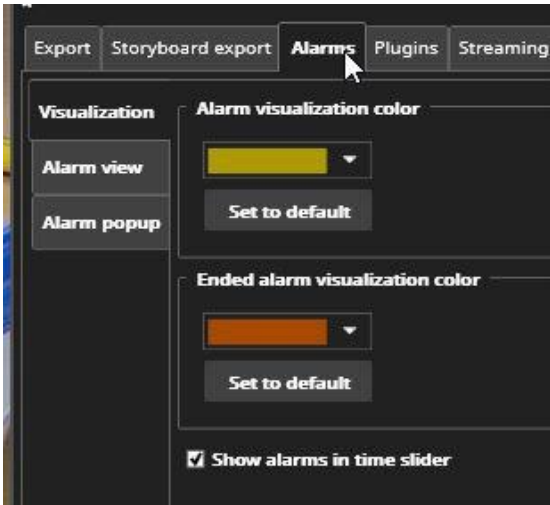 Export Storyboard export Alarms Plugins Streaming
Visualization
Alarm view
Alarm popup
Alarm visualization color
Set to default
Ended alarm visualization color
Set to default
Show alarms in time slider